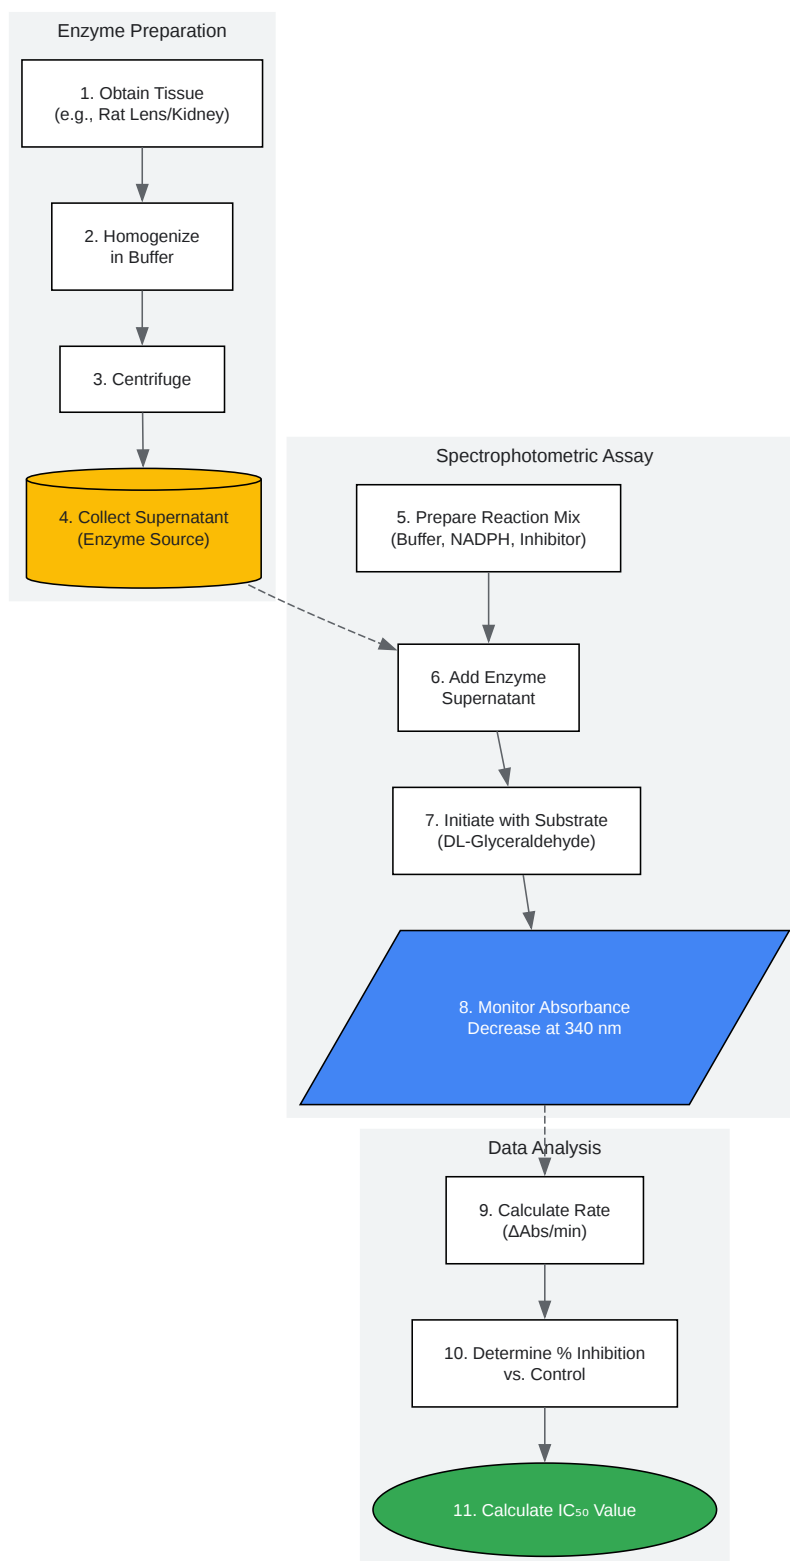 Enzyme Preparation
1. Obtain Tissue
(e.g., Rat Lens/Kidney)
2. Homogenize
in Buffer
3. Centrifuge
4. Collect Supernatant
(Enzyme Source)
Spectrophotometric Assay
5. Prepare Reaction Mix
(Buffer, NADPH, Inhibitor)
6. Add Enzyme
Supernatant
7. Initiate with Substrate
(DL-Glyceraldehyde)
8. Monitor Absorbance
Decrease at 340 nm
Data Analysis
9. Calculate Rate
(ΔAbs/min)
10. Determine % Inhibition
vs. Control
11. Calculate IC₅₀ Value